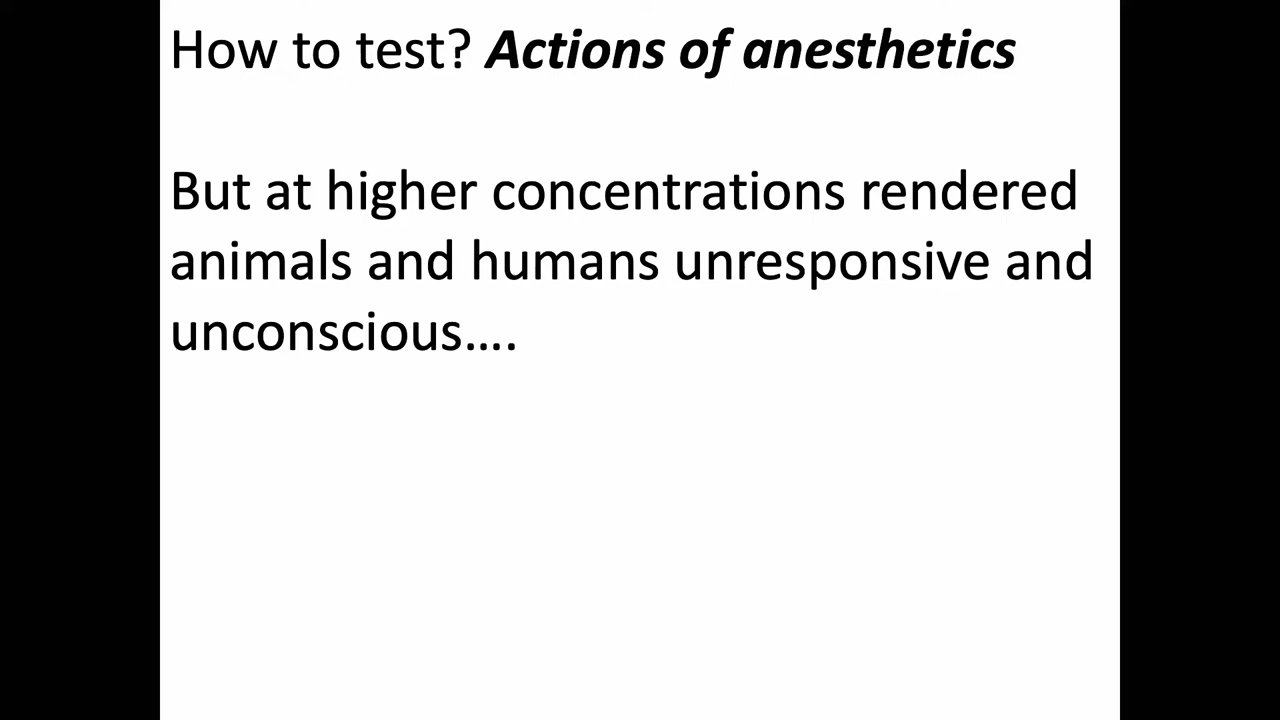 How to test? Actions of anesthetics
But at higher concentrations rendered
animals and humans unresponsive and
unconscious....